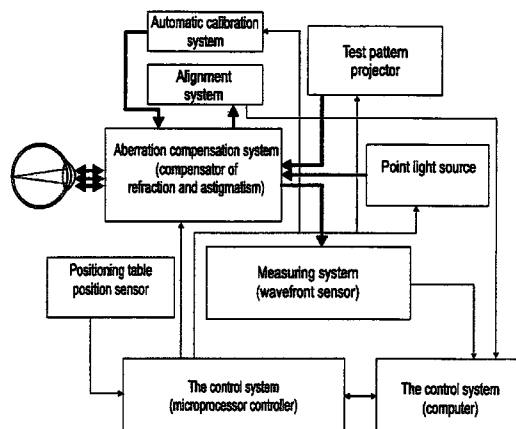 Automatic calibration
system
Alignment
system
Test pattern
projector
Aberration compensation system
(compensator of
refraction and astigmatism)
Point light source
Positioning table
position sensor
Measuring system
(wavefront sensor)
The control system
(microprocessor controller)
The control system
(computer)